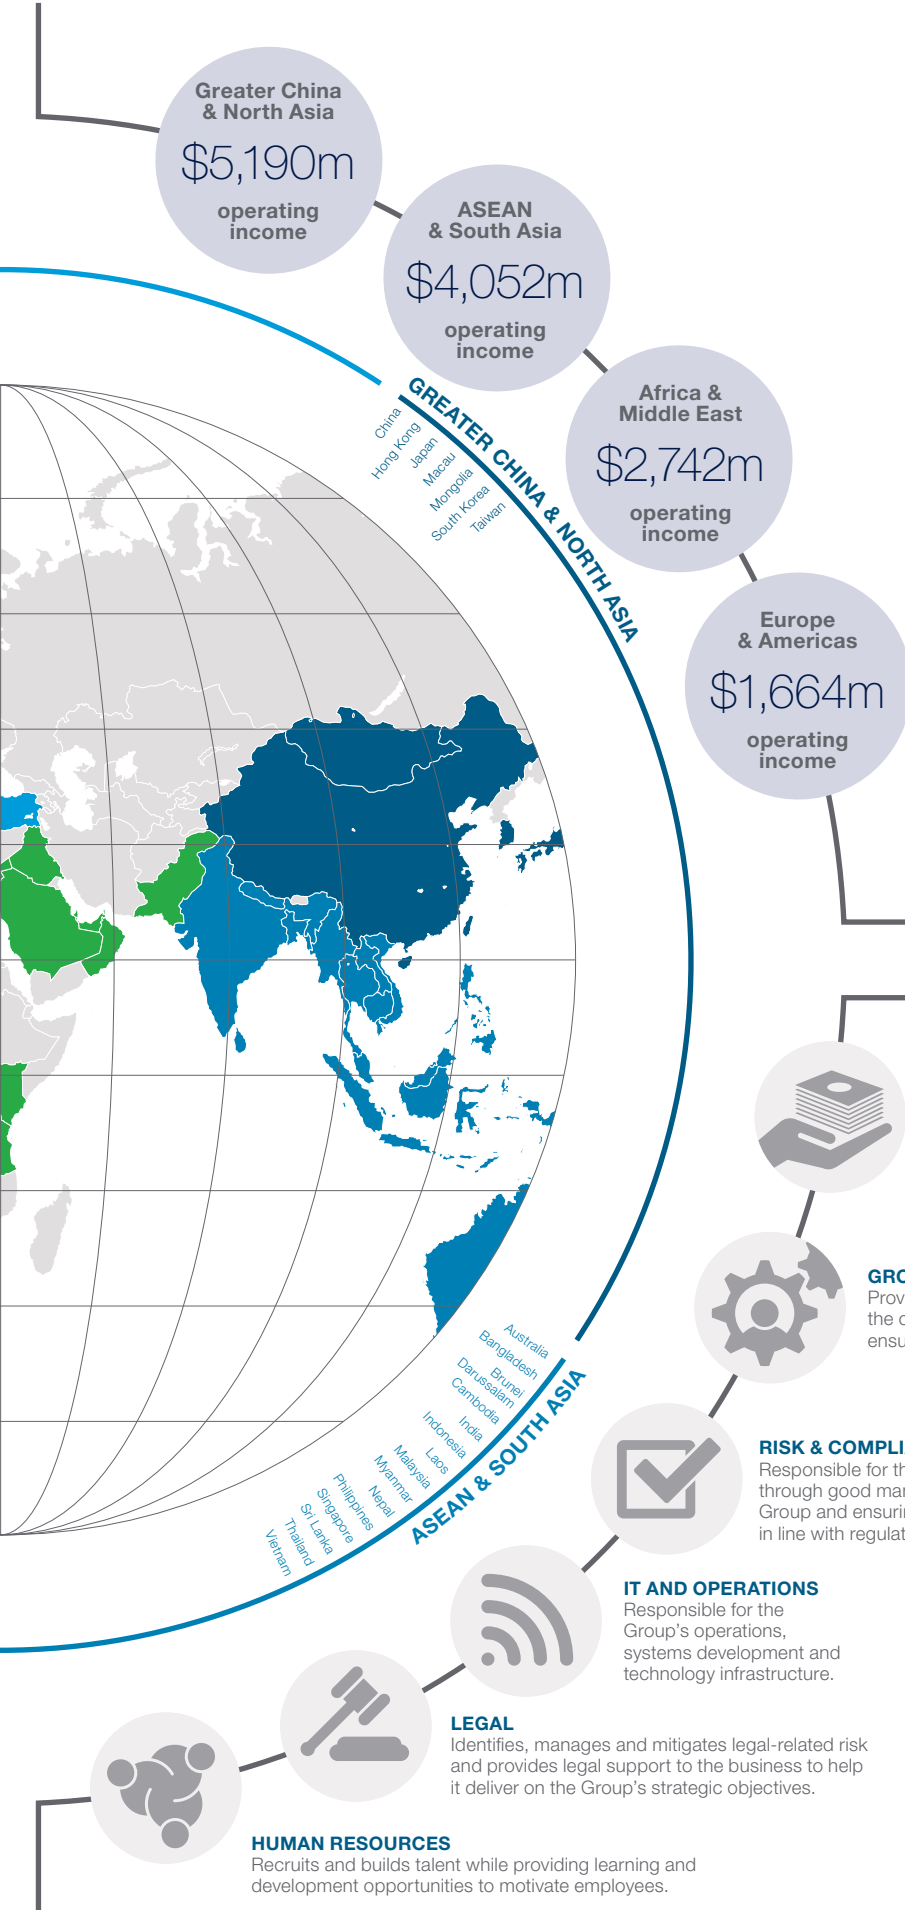 Greater China
& North Asia
$5,190m
operating
income
ASEAN
& South Asia
$4,052m
operating
income
Africa &
Middle East
$2,742m
operating
income
Europe
& Americas
$1,664m
operating
income
GREATER CHINA & NORTH ASIA
China
Hong Kong
Japan
Macau
Mongolia
South Korea
Taiwan
Australia
Bangladesh
Brunei
Darussalam
Cambodia
India
Indonesia
Laos
Malaysia
Myanmar
Nepal
Philippines
Singapore
Sri Lanka
Thailand
Vietnam
ASEAN & SOUTH ASIA
GRO
Prov
the o
ensu
RISK & COMPLI
Responsible for th
through good man
Group and ensurin
in line with regulat
IT AND OPERATIONS
Responsible for the
Group's operations,
systems development and
technology infrastructure.
LEGAL
Identifies, manages and mitigates legal-related risk
and provides legal support to the business to help
it deliver on the Group's strategic objectives.
HUMAN RESOURCES
Recruits and builds talent while providing learning and
development opportunities to motivate employees.